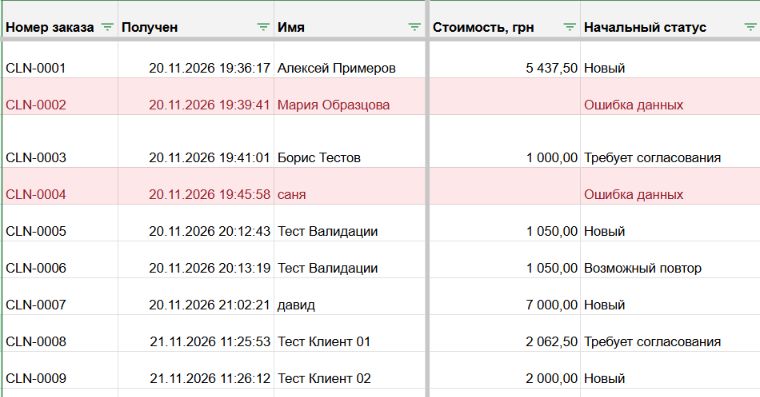 Номер заказа Получен Имя Стоимость, грн Начальный статус
CLN-0001 20.11.2026 19:36:17 Алексей Примеров 5 437,50 Новый
CLN-0002 20.11.2026 19:39:41 Мария Образцова Ошибка данных
CLN-0003 20.11.2026 19:41:01 Борис Тестов 1 000,00 Требует согласования
CLN-0004 20.11.2026 19:45:58 саня Ошибка данных
CLN-0005 20.11.2026 20:12:43 Тест Валидации 1 050,00 Новый
CLN-0006 20.11.2026 20:13:19 Тест Валидации 1 050,00 Возможный повтор
CLN-0007 20.11.2026 21:02:21 давид 7 000,00 Новый
CLN-0008 21.11.2026 11:25:53 Тест Клиент 01 2 062,50 Требует согласования
CLN-0009 21.11.2026 11:26:12 Тест Клиент 02 2 000,00 Новый